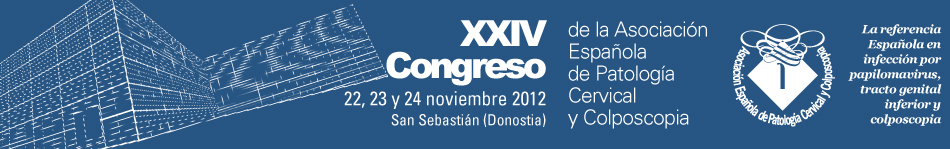 XXIV
Congreso
22, 23 y 24 noviembre 2012
San Sebastián (Donostia)
de la Asociación
Española
de Patología
Cervical
y Colposcopia
Asociación Española de Patología Cervical y Colposcopia
La referencia
Española en
infección por
papilomavirus,
tracto genital
inferior y
colposcopia